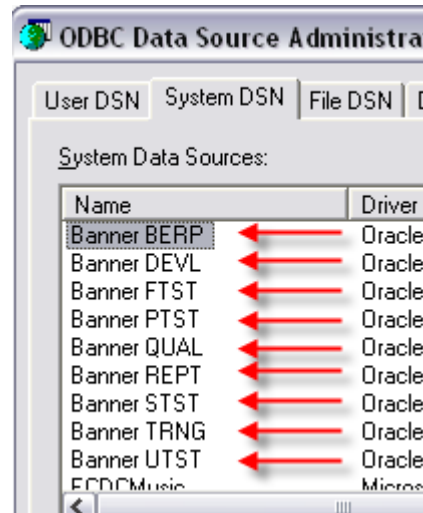 ODBC Data Source Administra
User DSN System DSN File DSN
System Data Sources:
Name Driver
Banner BERP Oracle
Banner DEVL Oracle
Banner FTST Oracle
Banner PTST Oracle
Banner QUAL Oracle
Banner REPT Oracle
Banner STST Oracle
Banner TRNG Oracle
Banner UTST Oracle
ECDCMusic Micros